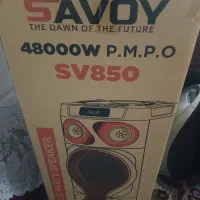 SAVOY
THE DAWN OF THE FUTURE
48000W P.M.P.O
SV850